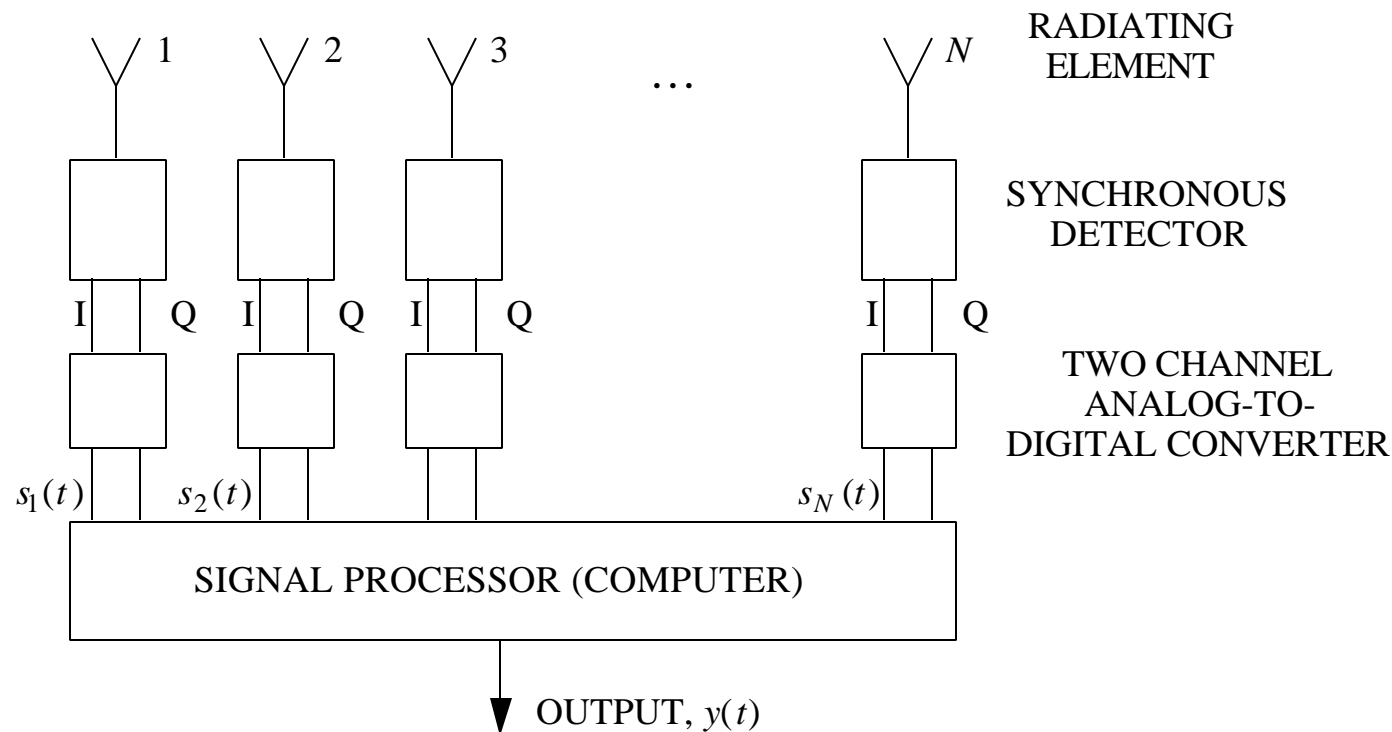 1 2 3 … N
RADIATING
ELEMENT
SYNCHRONOUS
DETECTOR
I Q I Q I Q I Q
TWO CHANNEL
ANALOG-TO-
DIGITAL CONVERTER
s1(t) s2(t) sN(t)
SIGNAL PROCESSOR (COMPUTER)
OUTPUT, y(t)